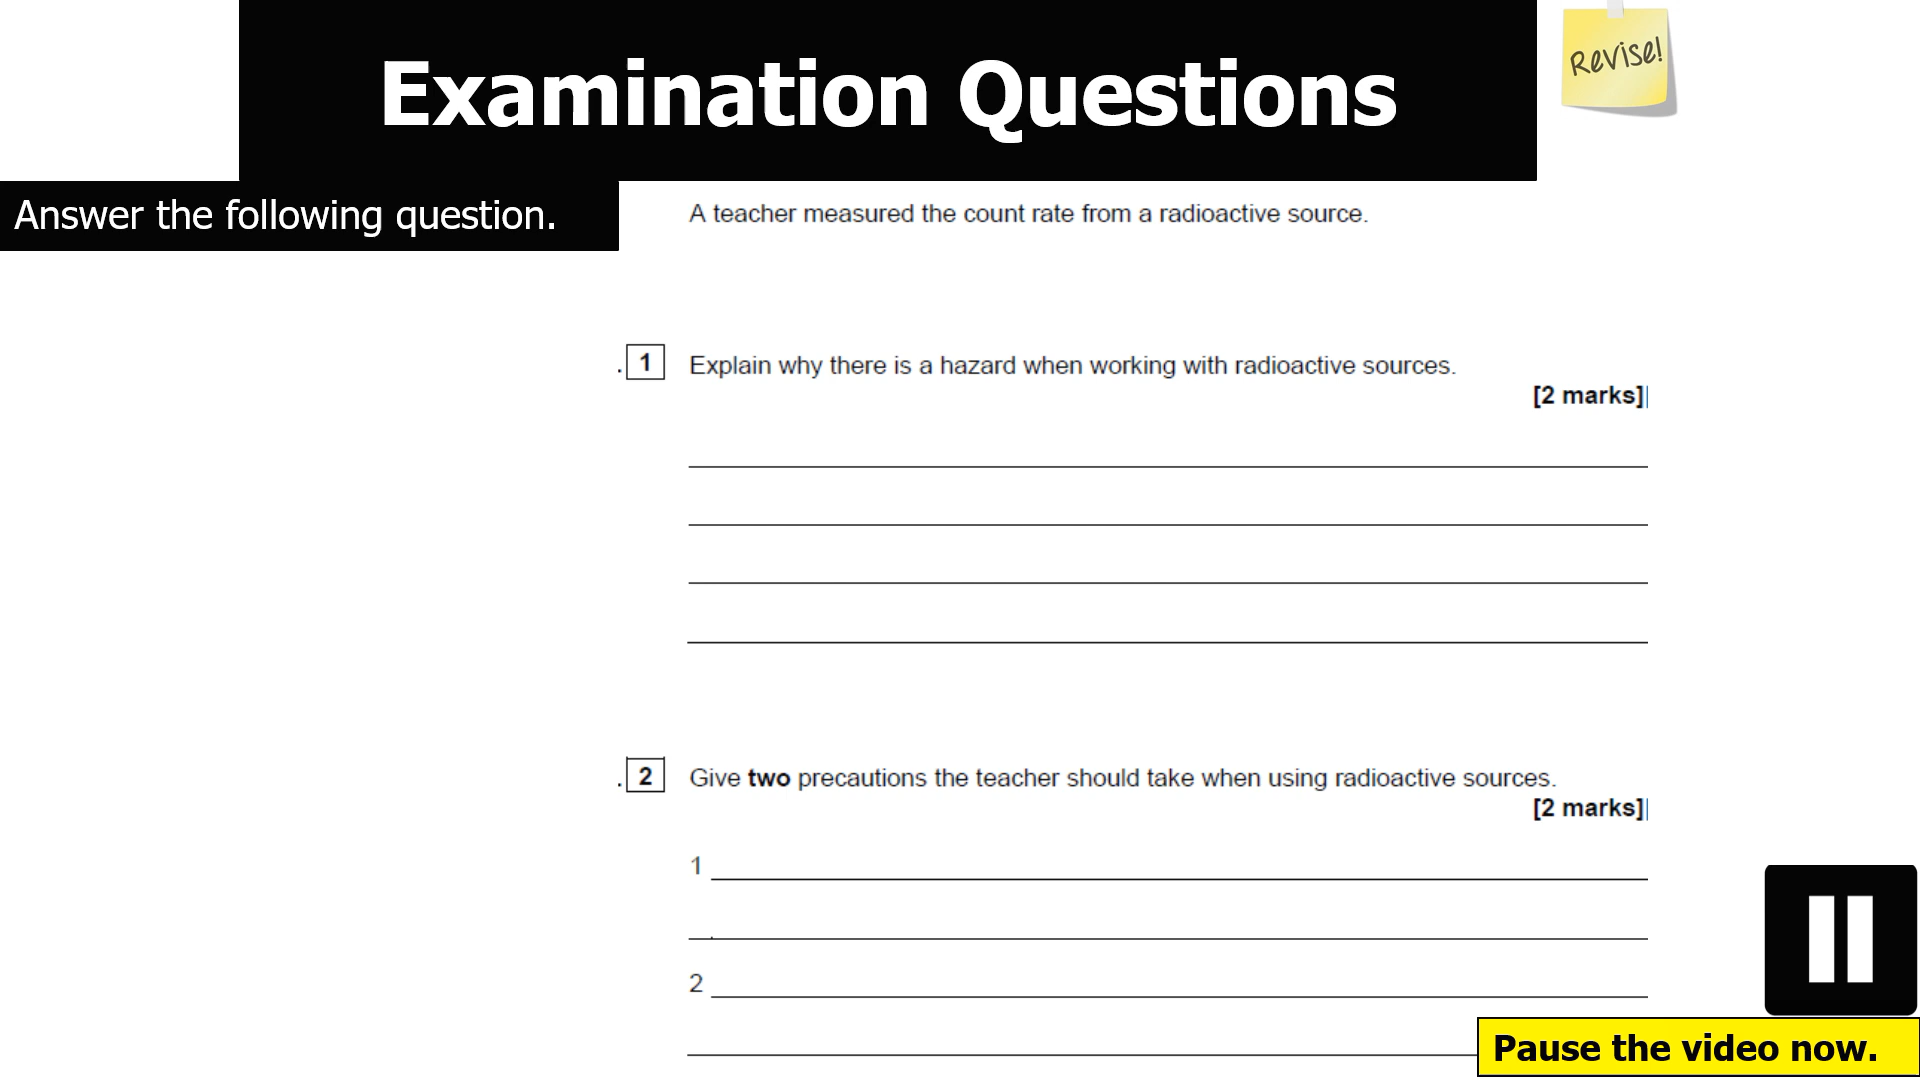 Examination Questions
Revise!
Answer the following question.
A teacher measured the count rate from a radioactive source.
. 1 Explain why there is a hazard when working with radioactive sources.
[2 marks]
. 2 Give two precautions the teacher should take when using radioactive sources.
[2 marks]
1
2
Pause the video now.